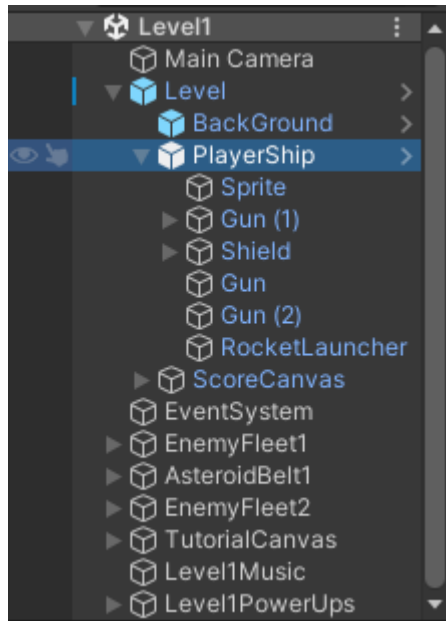 Level1
Main Camera
Level
BackGround
PlayerShip
Sprite
Gun (1)
Shield
Gun
Gun (2)
RocketLauncher
ScoreCanvas
EventSystem
EnemyFleet1
AsteroidBelt1
EnemyFleet2
TutorialCanvas
Level1Music
Level1PowerUps